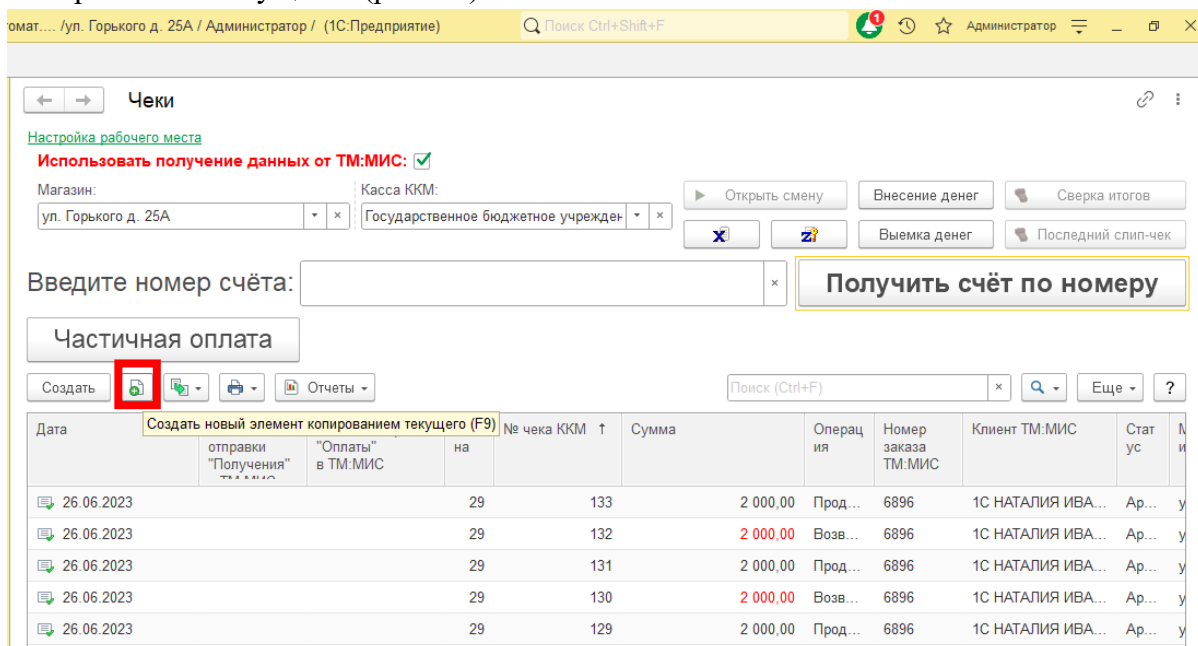 омат.... /ул. Горького д. 25А / Администратор / (1С:Предприятие) Поиск Ctrl+Shift+F 1 Администратор
Чеки
Настройка рабочего места
Использовать получение данных от ТМ:МИС:
Магазин: Касса ККМ:
ул. Горького д. 25А Государственное бюджетное учрежден
Открыть смену Внесение денег Сверка итогов
X Z Выемка денег Последний слип-чек
Введите номер счёта: Получить счёт по номеру
Частичная оплата
Создать Отчеты Поиск (Ctrl+F) Еще ?
Создать новый элемент копированием текущего (F9)
Дата отправки "Получения" "Оплаты" в ТМ:МИС на № чека ККМ ↑ Сумма Операция Номер заказа ТМ:МИС Клиент ТМ:МИС Статус
26.06.2023 29 133 2 000,00 Прод... 6896 1С НАТАЛИЯ ИВА... Ар... у
26.06.2023 29 132 2 000,00 Возв... 6896 1С НАТАЛИЯ ИВА... Ар... у
26.06.2023 29 131 2 000,00 Прод... 6896 1С НАТАЛИЯ ИВА... Ар... у
26.06.2023 29 130 2 000,00 Возв... 6896 1С НАТАЛИЯ ИВА... Ар... у
26.06.2023 29 129 2 000,00 Прод... 6896 1С НАТАЛИЯ ИВА... Ар... у